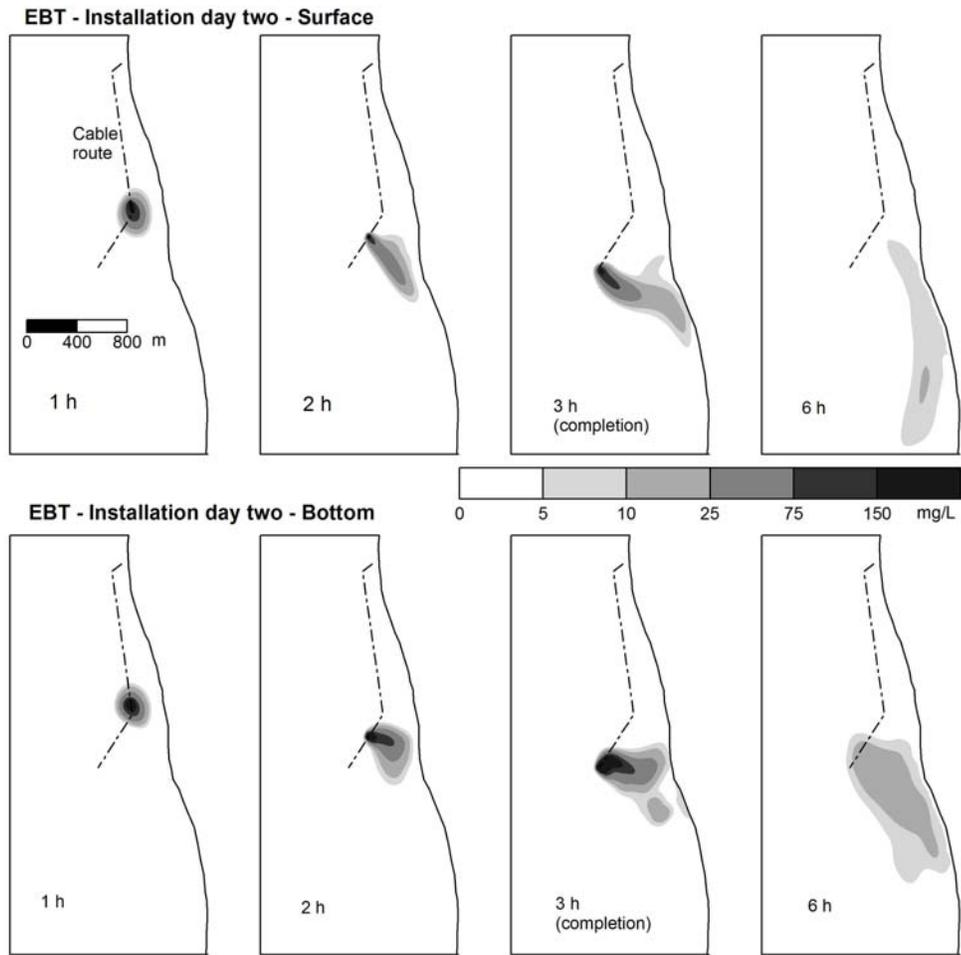 EBT - Installation day two - Surface
Cable
route
0 400 800 m
1 h
2 h
3 h
(completion)
6 h
0 5 10 25 75 150 mg/L
EBT - Installation day two - Bottom
1 h
2 h
3 h
(completion)
6 h